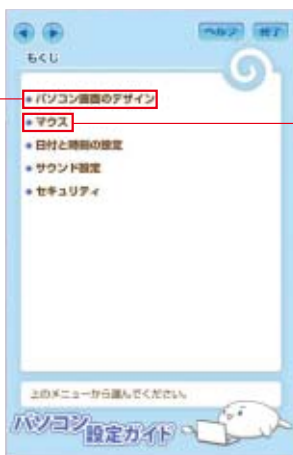 ヘルプ 終了
もくじ
パソコン画面のデザイン
マウス
日付と時刻の設定
サウンド設定
セキュリティ
上のメニューから選んでください。
パソコン設定ガイド